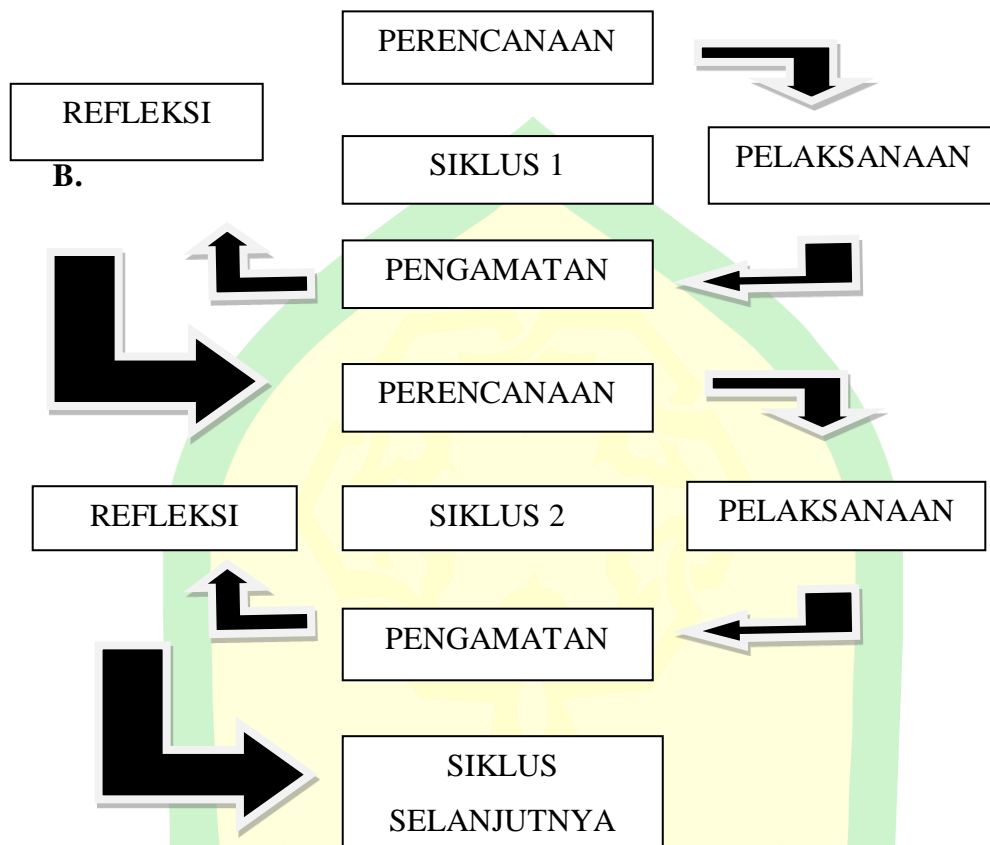 PERENCANAAN
REFLEKSI
B.
SIKLUS 1
PELAKSANAAN
PENGAMATAN
PERENCANAAN
REFLEKSI
SIKLUS 2
PELAKSANAAN
PENGAMATAN
SIKLUS
SELANJUTNYA